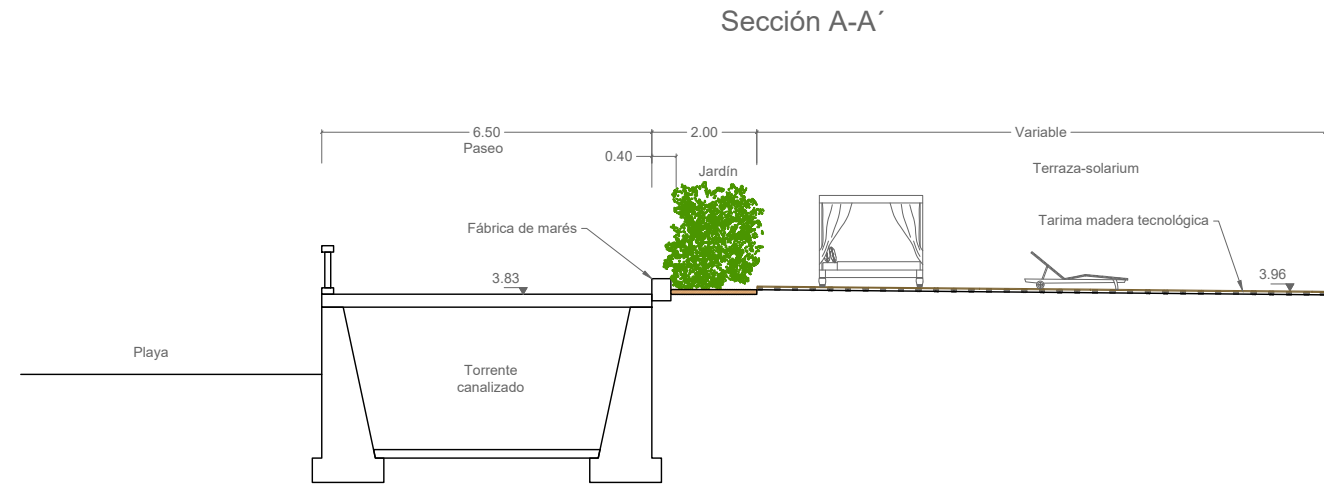 Sección A-A´
6.50
2.00
Variable
Paseo
0.40
Jardín
Terraza-solarium
Fábrica de marés
Tarima madera tecnológica
3.83
3.96
Playa
Torrente
canalizado